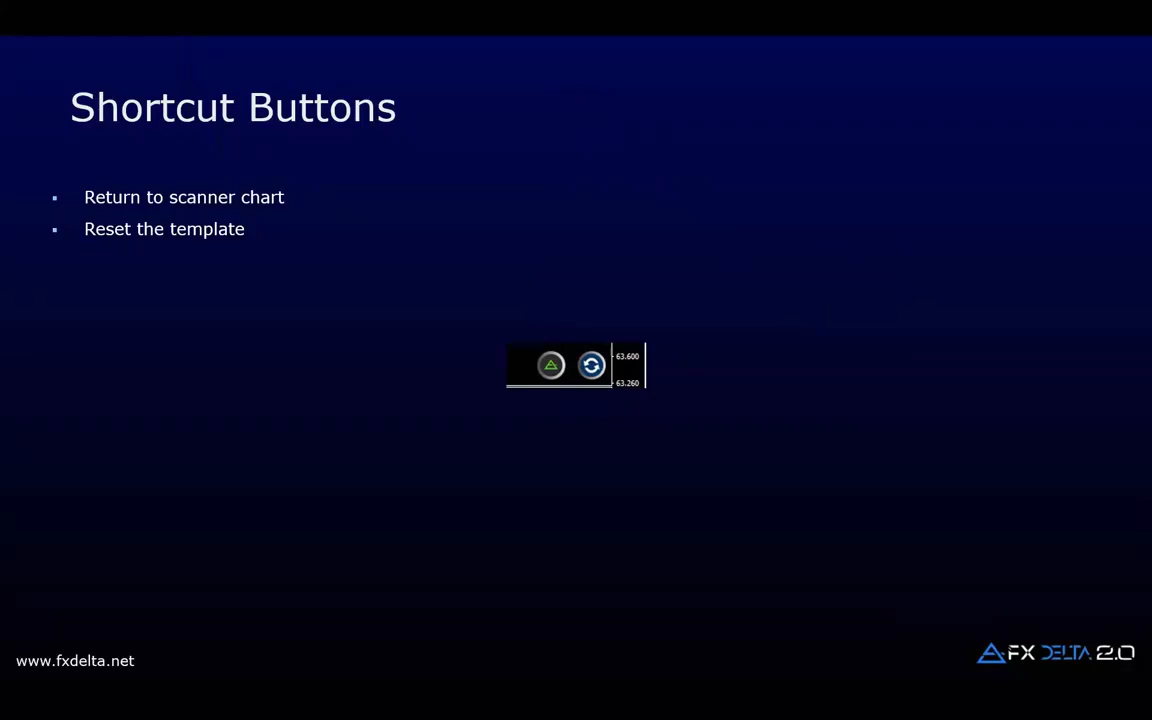 Shortcut Buttons
▪ Return to scanner chart
▪ Reset the template
63.600
63.260
www.fxdelta.net
FX DELTA 2.0